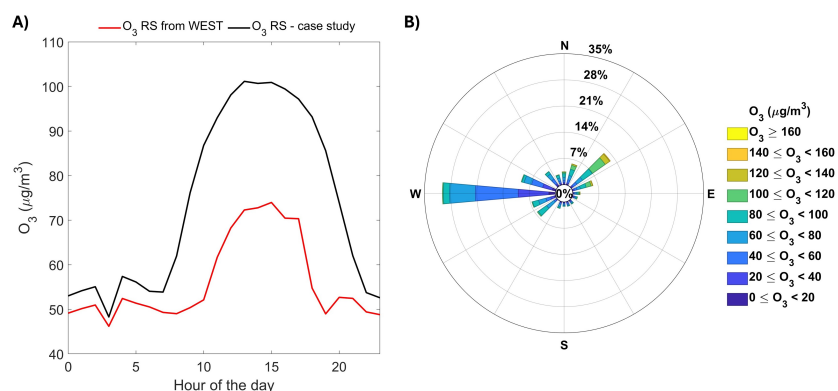 A)
O3 RS from WEST O3 RS - case study
110
100
90
80
70
60
50
40
O3 (μg/m3)
0 5 10 15 20
Hour of the day
B)
N
35%
28%
21%
14%
7%
0%
W
E
S
O3 (μg/m3)
O3 ≥ 160
140 ≤ O3 < 160
120 ≤ O3 < 140
100 ≤ O3 < 120
80 ≤ O3 < 100
60 ≤ O3 < 80
40 ≤ O3 < 60
20 ≤ O3 < 40
0 ≤ O3 < 20